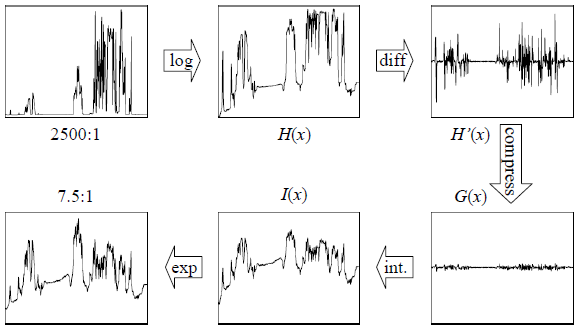 log
diff
2500:1
H(x)
H’(x)
compress
7.5:1
I(x)
G(x)
exp
int.